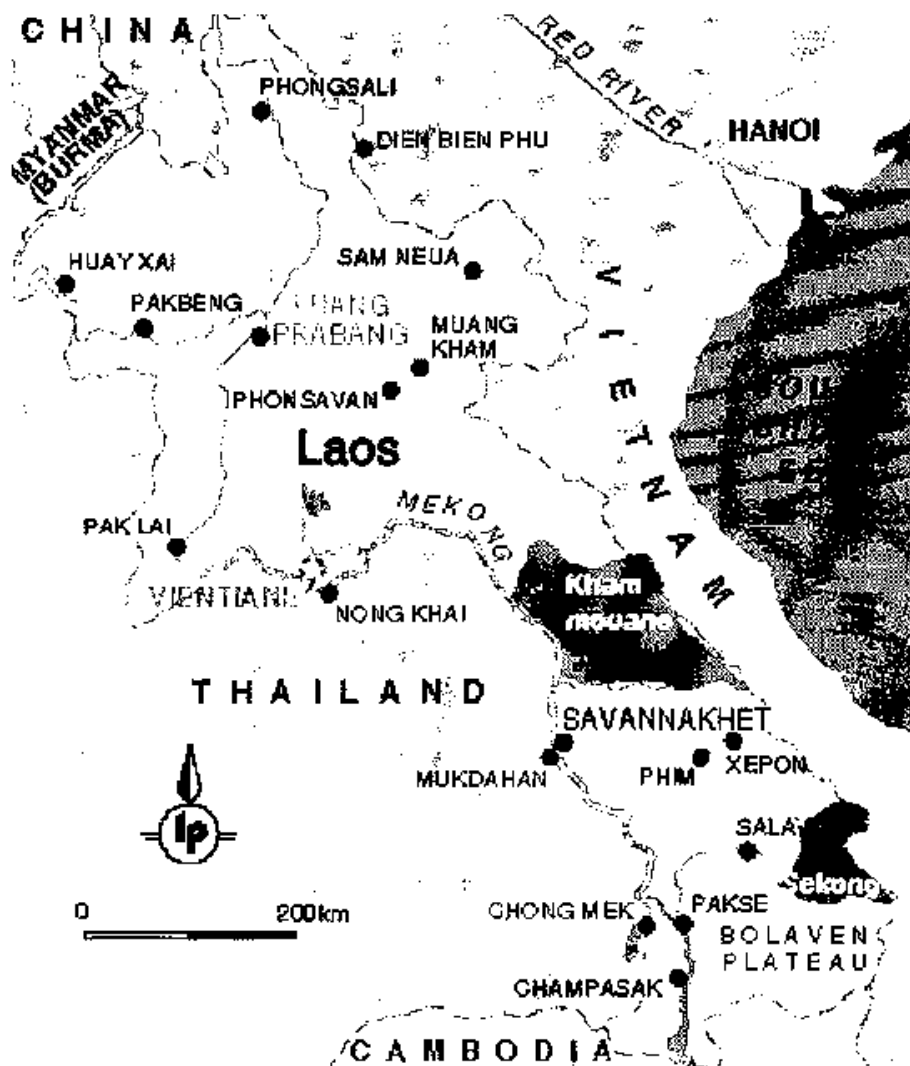 CHINA
RED RIVER
PHONGSALI
MYANMAR
(BURMA)
HANOI
DIEN BIEN PHU
SAM NEUA
HUAY XAI
PAKBENG
PRABANG
MUANG
KHAM
VIETNAM
PHONSAVAN
Laos
MEKONG
PAK LAI
VIENTIANE
NONG KHAI
Kham
mouane
THAILAND
SAVANNAKHET
MUKDAHAN
PHIM
XEPON
lp
Sekong
0
200km
CHONG MEK
PAKSE
BOLAVEN
PLATEAU
CHAMPASAK
CAMBODIA